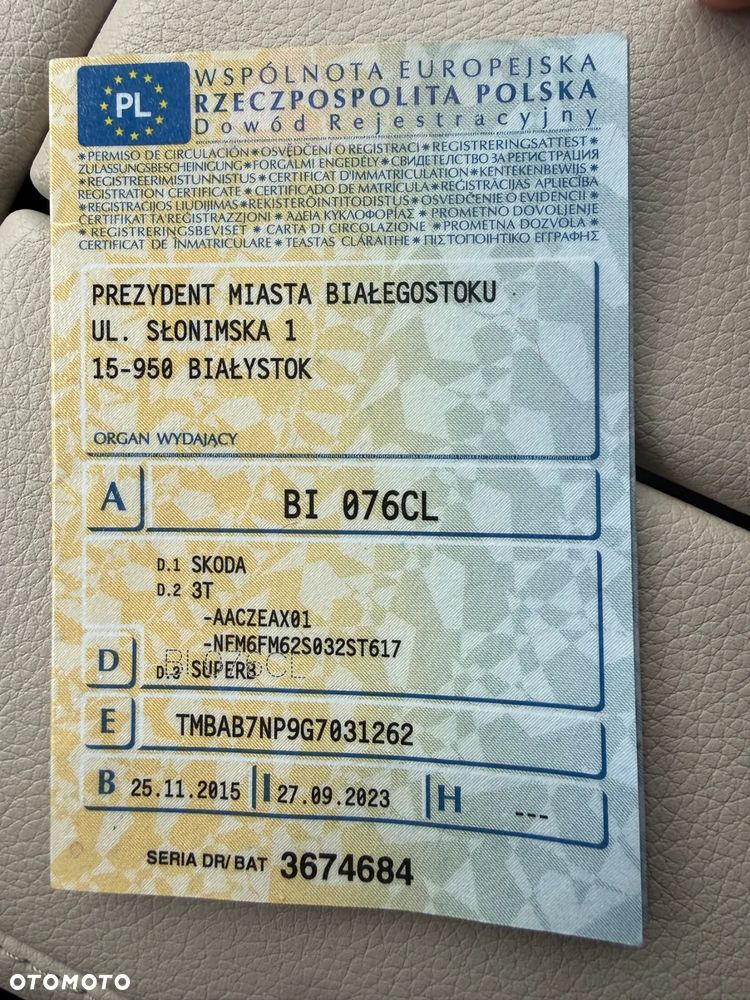 PL
WSPÓLNOTA EUROPEJSKA
RZECZPOSPOLITA POLSKA
Dowód Rejestracyjny
*PERMISO DE CIRCULACIÓN*OSVĚDČENÍ O REGISTRACI*REGISTRERINGSATTEST*
ZULASSUNGSBESCHEINIGUNG*FORGALMI ENGEDÉLY*СВИДЕТЕЛСТВО ЗА РЕГИСТРАЦИЯ
*REGISTREERIMISTUNNISTUS*CERTIFICAT D'IMMATRICULATION*KENTEKENBEWIJS
REGISTRATION CERTIFICATE*CERTIFICADO DE MATRÍCULA*REĢISTRĀCIJAS APLIECĪBA
*REGISTRACIJOS LIUDIJIMAS*REKISTERÖINTITODISTUS*OSVEDČENIE O EVIDENCII*
ĊERTIFIKAT TA'REĠISTRAZZJONI*ΆΔΕΙΑ ΚΥΚΛΟΦΟΡΙΑΣ*PROMETNO DOVOLJENJE
*REGISTRERINGSBEVISET*CARTA DI CIRCOLAZIONE*PROMETNA DOZVOLA*
CERTIFICAT DE ÎNMATRICULARE*TEASTAS CLÁRAITHE*ΠΙΣΤΟΠΟΙΗΤΙΚΟ ΕΓΓΡΑΦΗΣ
PREZYDENT MIASTA BIAŁEGOSTOKU
UL. SŁONIMSKA 1
15-950 BIAŁYSTOK
ORGAN WYDAJĄCY
A BI 076CL
D.1 SKODA
D.2 3T
-AACZEAX01
-NFM6FM62S032ST617
D D.3 SUPERB
BI 076CL
E TMBAB7NP9G7031262
B 25.11.2015 I 27.09.2023 H ---
SERIA DR/BAT 3674684
OTOMOTO